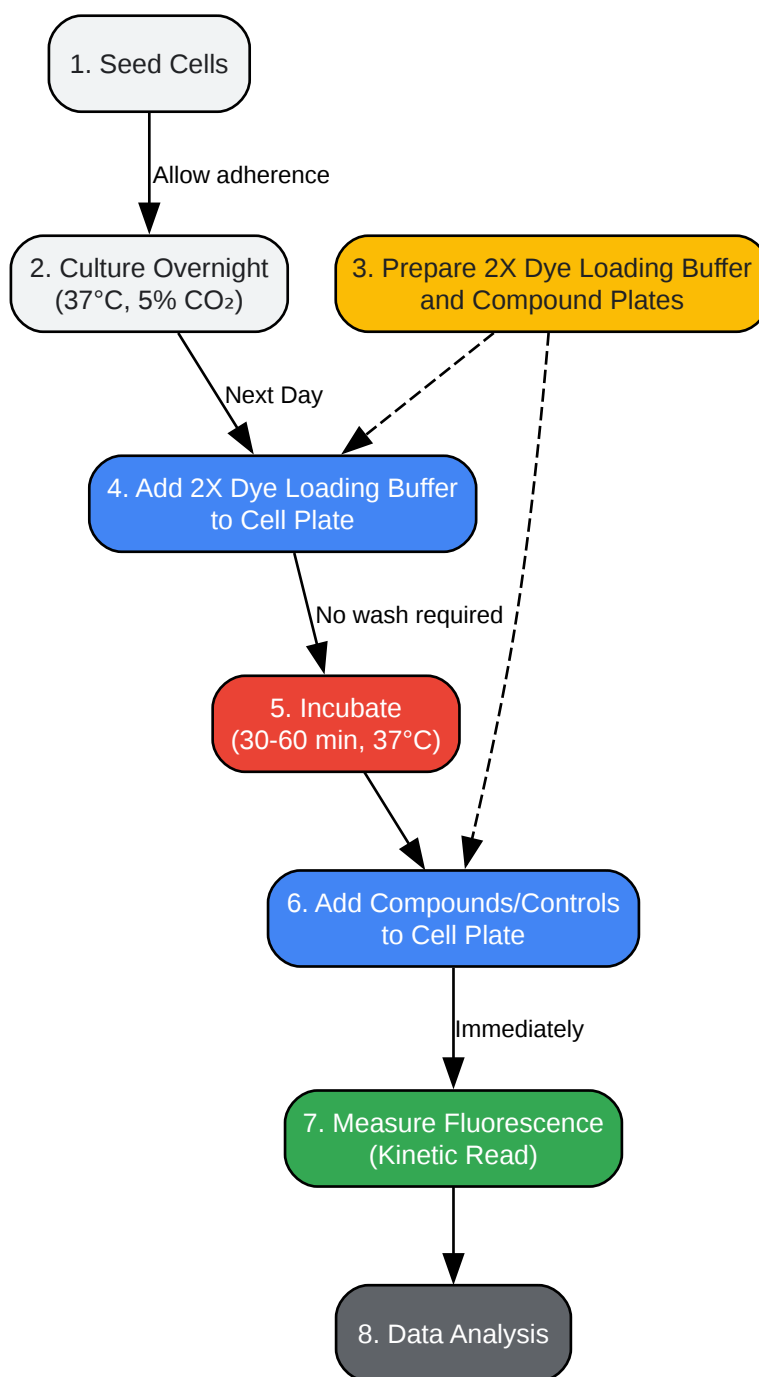 1. Seed Cells
Allow adherence
2. Culture Overnight
(37°C, 5% CO₂)
3. Prepare 2X Dye Loading Buffer
and Compound Plates
Next Day
4. Add 2X Dye Loading Buffer
to Cell Plate
No wash required
5. Incubate
(30-60 min, 37°C)
6. Add Compounds/Controls
to Cell Plate
Immediately
7. Measure Fluorescence
(Kinetic Read)
8. Data Analysis